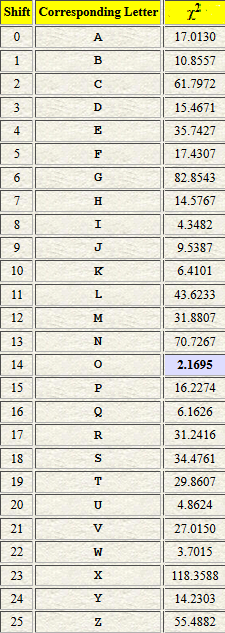 Shift Corresponding Letter χ²
0 A 17.0130
1 B 10.8557
2 C 61.7972
3 D 15.4671
4 E 35.7427
5 F 17.4307
6 G 82.8543
7 H 14.5767
8 I 4.3482
9 J 9.5387
10 K 6.4101
11 L 43.6233
12 M 31.8807
13 N 70.7267
14 O 2.1695
15 P 16.2274
16 Q 6.1626
17 R 31.2416
18 S 34.4761
19 T 29.8607
20 U 4.8624
21 V 27.0150
22 W 3.7015
23 X 118.3588
24 Y 14.2303
25 Z 55.4882